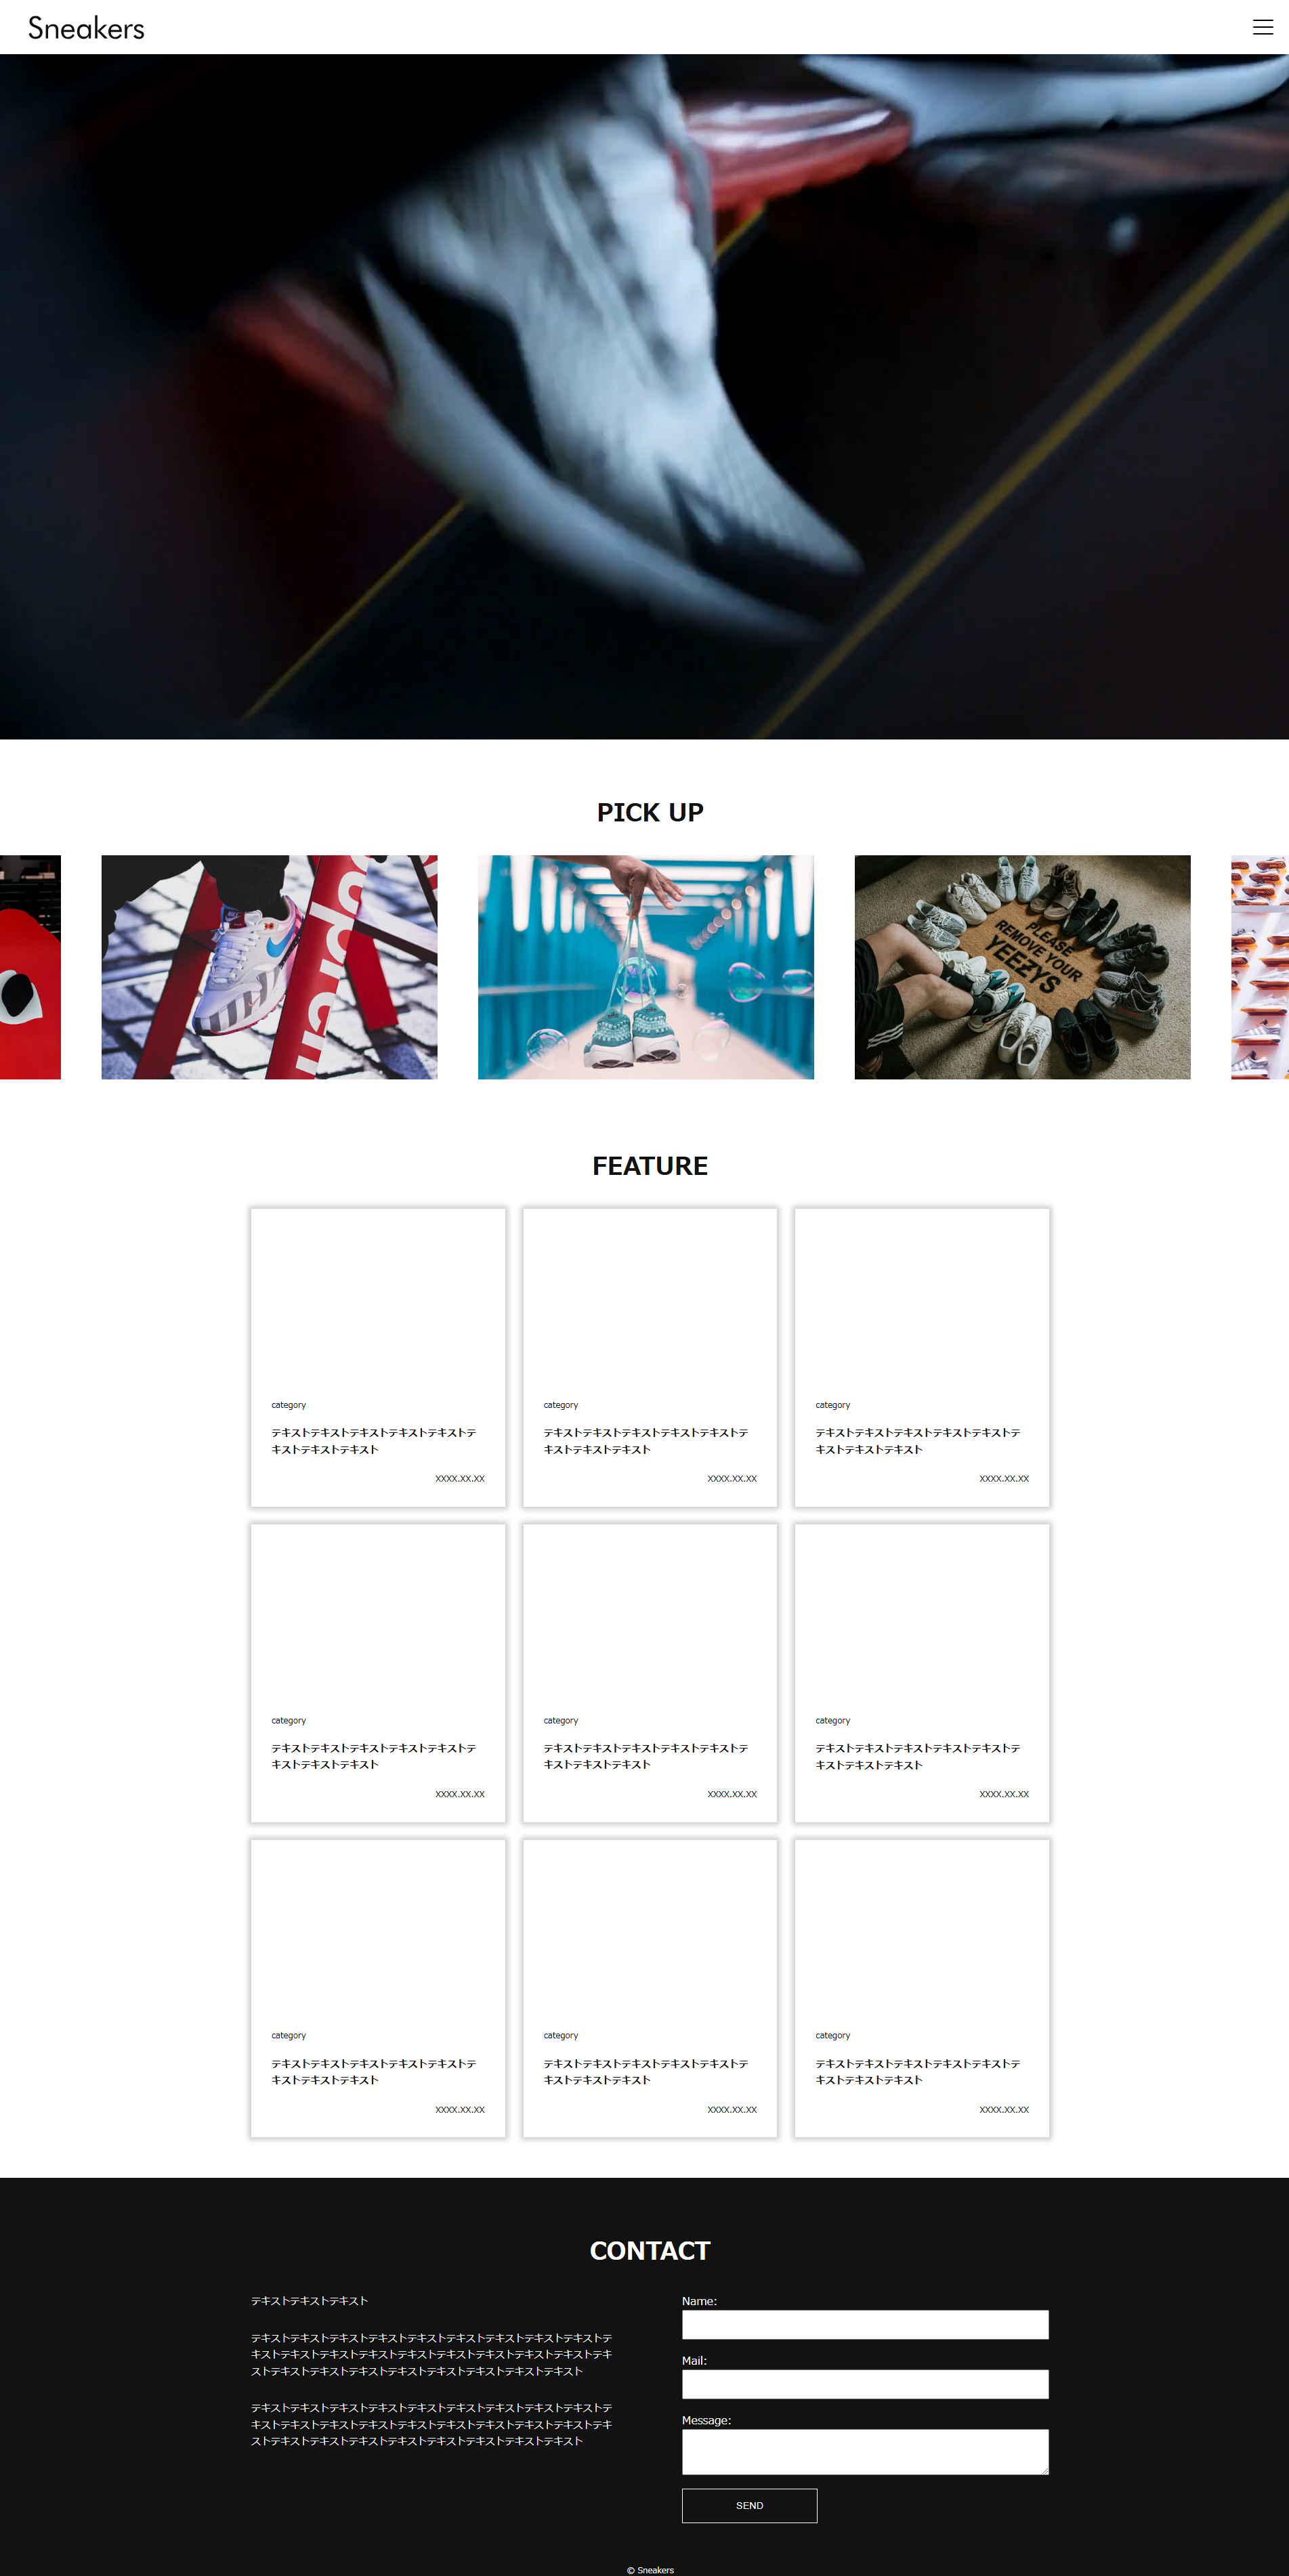 Sneakers
PICK UP
PLEASE
REMOVE YOUR
YEEZYS
FEATURE
category
テキストテキストテキストテキストテキストテ
キストテキストテキスト
XXXX.XX.XX
category
テキストテキストテキストテキストテキストテ
キストテキストテキスト
XXXX.XX.XX
category
テキストテキストテキストテキストテキストテ
キストテキストテキスト
XXXX.XX.XX
category
テキストテキストテキストテキストテキストテ
キストテキストテキスト
XXXX.XX.XX
category
テキストテキストテキストテキストテキストテ
キストテキストテキスト
XXXX.XX.XX
category
テキストテキストテキストテキストテキストテ
キストテキストテキスト
XXXX.XX.XX
category
テキストテキストテキストテキストテキストテ
キストテキストテキスト
XXXX.XX.XX
category
テキストテキストテキストテキストテキストテ
キストテキストテキスト
XXXX.XX.XX
category
テキストテキストテキストテキストテキストテ
キストテキストテキスト
XXXX.XX.XX
CONTACT
テキストテキストテキスト
テキストテキストテキストテキストテキストテキストテキストテキストテキストテ
キストテキストテキストテキストテキストテキストテキストテキストテキストテキ
ストテキストテキストテキストテキストテキストテキストテキストテキスト
テキストテキストテキストテキストテキストテキストテキストテキストテキストテ
キストテキストテキストテキストテキストテキストテキストテキストテキストテキ
ストテキストテキストテキストテキストテキストテキストテキストテキスト
Name:
Mail:
Message:
SEND
© Sneakers